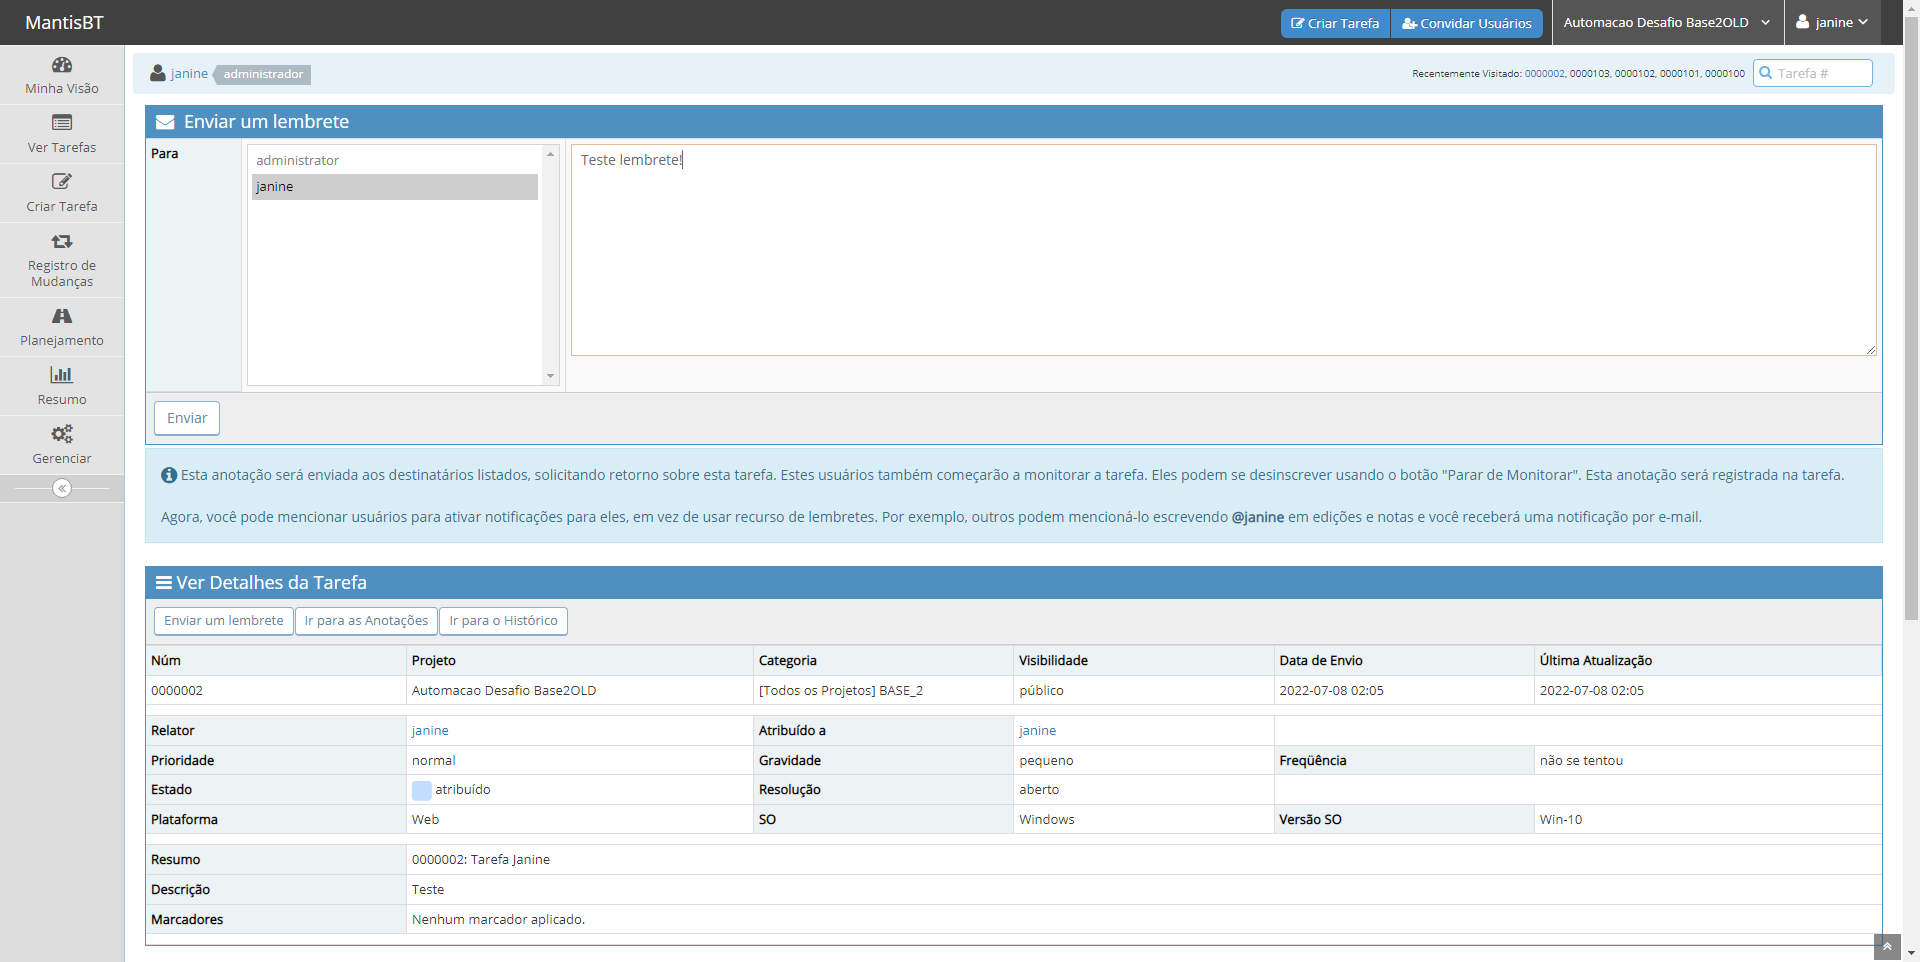 MantisBT
Criar Tarefa
Convidar Usuários
Automacao Desafio Base2OLD
janine
Minha Visão
Ver Tarefas
Criar Tarefa
Registro de
Mudanças
Planejamento
Resumo
Gerenciar
janine administrador
Recentemente Visitado: 0000002, 0000103, 0000102, 0000101, 0000100
Tarefa #
Enviar um lembrete
Para
administrator
janine
Teste lembrete!
Enviar
Esta anotação será enviada aos destinatários listados, solicitando retorno sobre esta tarefa. Estes usuários também começarão a monitorar a tarefa. Eles podem se desinscrever usando o botão "Parar de Monitorar". Esta anotação será registrada na tarefa.
Agora, você pode mencionar usuários para ativar notificações para eles, em vez de usar recurso de lembretes. Por exemplo, outros podem mencioná-lo escrevendo @janine em edições e notas e você receberá uma notificação por e-mail.
Ver Detalhes da Tarefa
Enviar um lembrete Ir para as Anotações Ir para o Histórico
Núm Projeto Categoria Visibilidade Data de Envio Última Atualização
0000002 Automacao Desafio Base2OLD [Todos os Projetos] BASE_2 público 2022-07-08 02:05 2022-07-08 02:05
Relator janine Atribuído a janine
Prioridade normal Gravidade pequeno Freqüência não se tentou
Estado atribuído Resolução aberto
Plataforma Web SO Windows Versão SO Win-10
Resumo 0000002: Tarefa Janine
Descrição Teste
Marcadores Nenhum marcador aplicado.